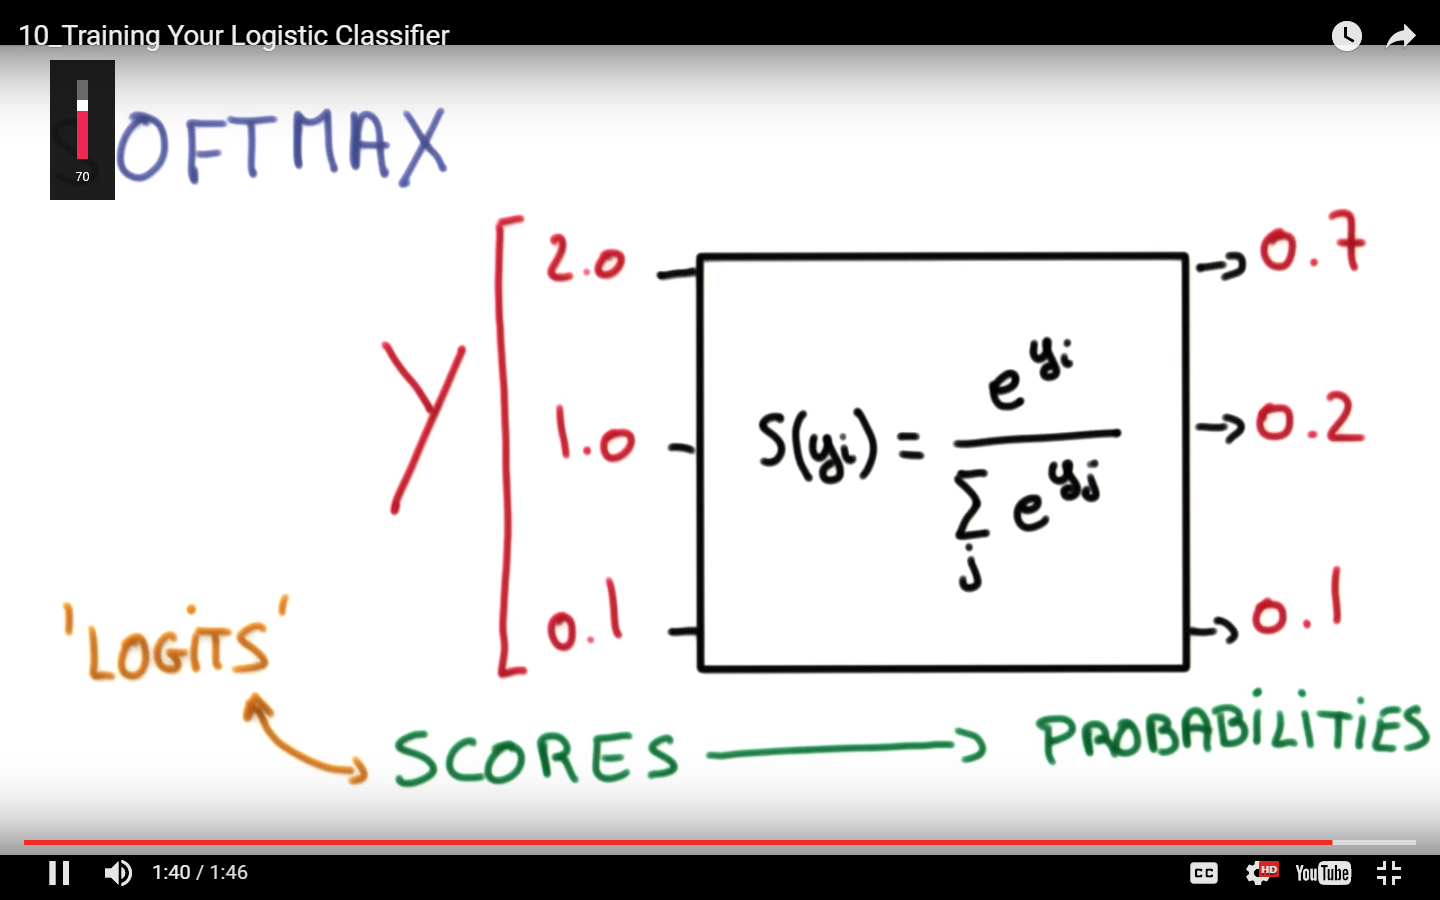 10_Training Your Logistic Classifier
SOFTMAX
70
Y
2.0
1.0
0.1
S(yi) = e^yi / Σj e^yj
0.7
0.2
0.1
'LOGiTS'
SCORES
PROBABiLiTiES
1:40 / 1:46
CC
HD
YouTube